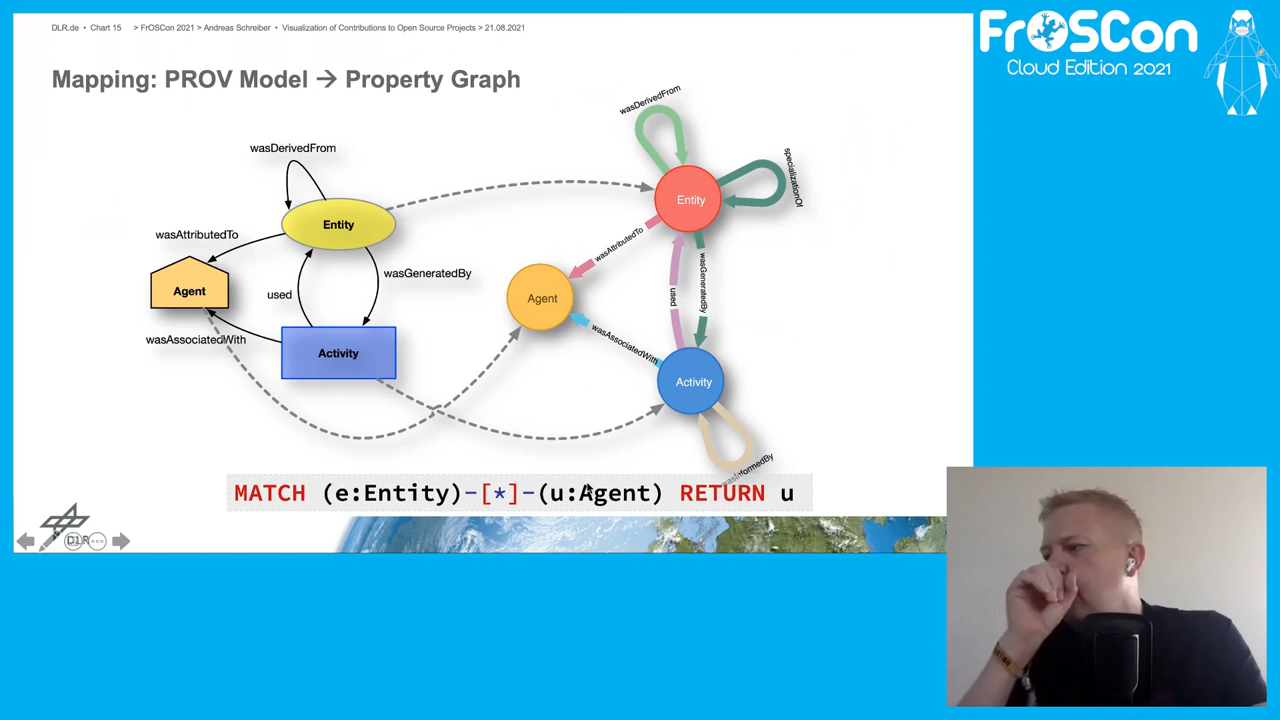 DLR.de • Chart 15 > FrOSCon 2021 > Andreas Schreiber • Visualization of Contributions to Open Source Projects > 21.08.2021
FrOSCon
Cloud Edition 2021
Mapping: PROV Model → Property Graph
wasDerivedFrom
Entity
wasAttributedTo
Agent
used
wasGeneratedBy
wasAssociatedWith
Activity
wasDerivedFrom
specializationOf
Entity
wasAttributedTo
Agent
used
wasGeneratedBy
wasAssociatedWith
Activity
wasInformedBy
MATCH (e:Entity)-[*]-(u:Agent) RETURN u
DLR